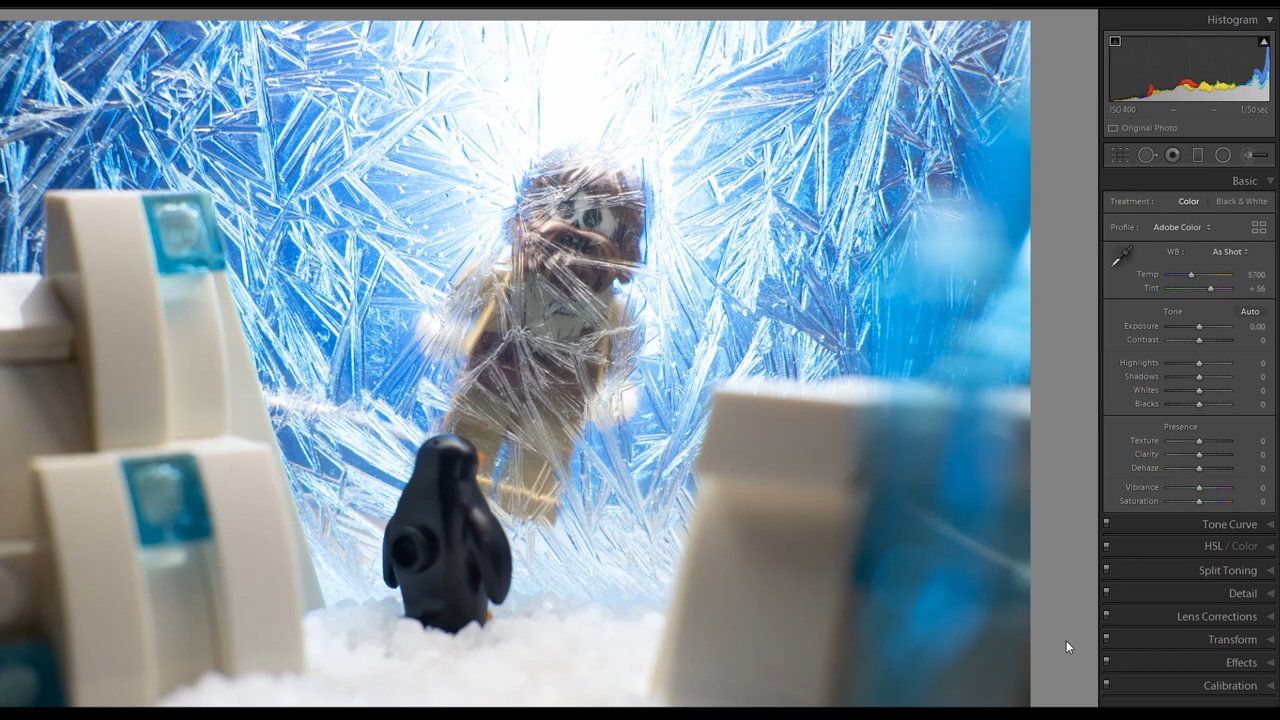 Histogram
ISO 400
1/50 sec
Original Photo
Basic
Treatment : Color Black & White
Profile : Adobe Color
WB : As Shot
Temp 5700
Tint + 56
Tone Auto
Exposure 0.00
Contrast 0
Highlights 0
Shadows 0
Whites 0
Blacks 0
Presence
Texture 0
Clarity 0
Dehaze 0
Vibrance 0
Saturation 0
Tone Curve
HSL / Color
Split Toning
Detail
Lens Corrections
Transform
Effects
Calibration